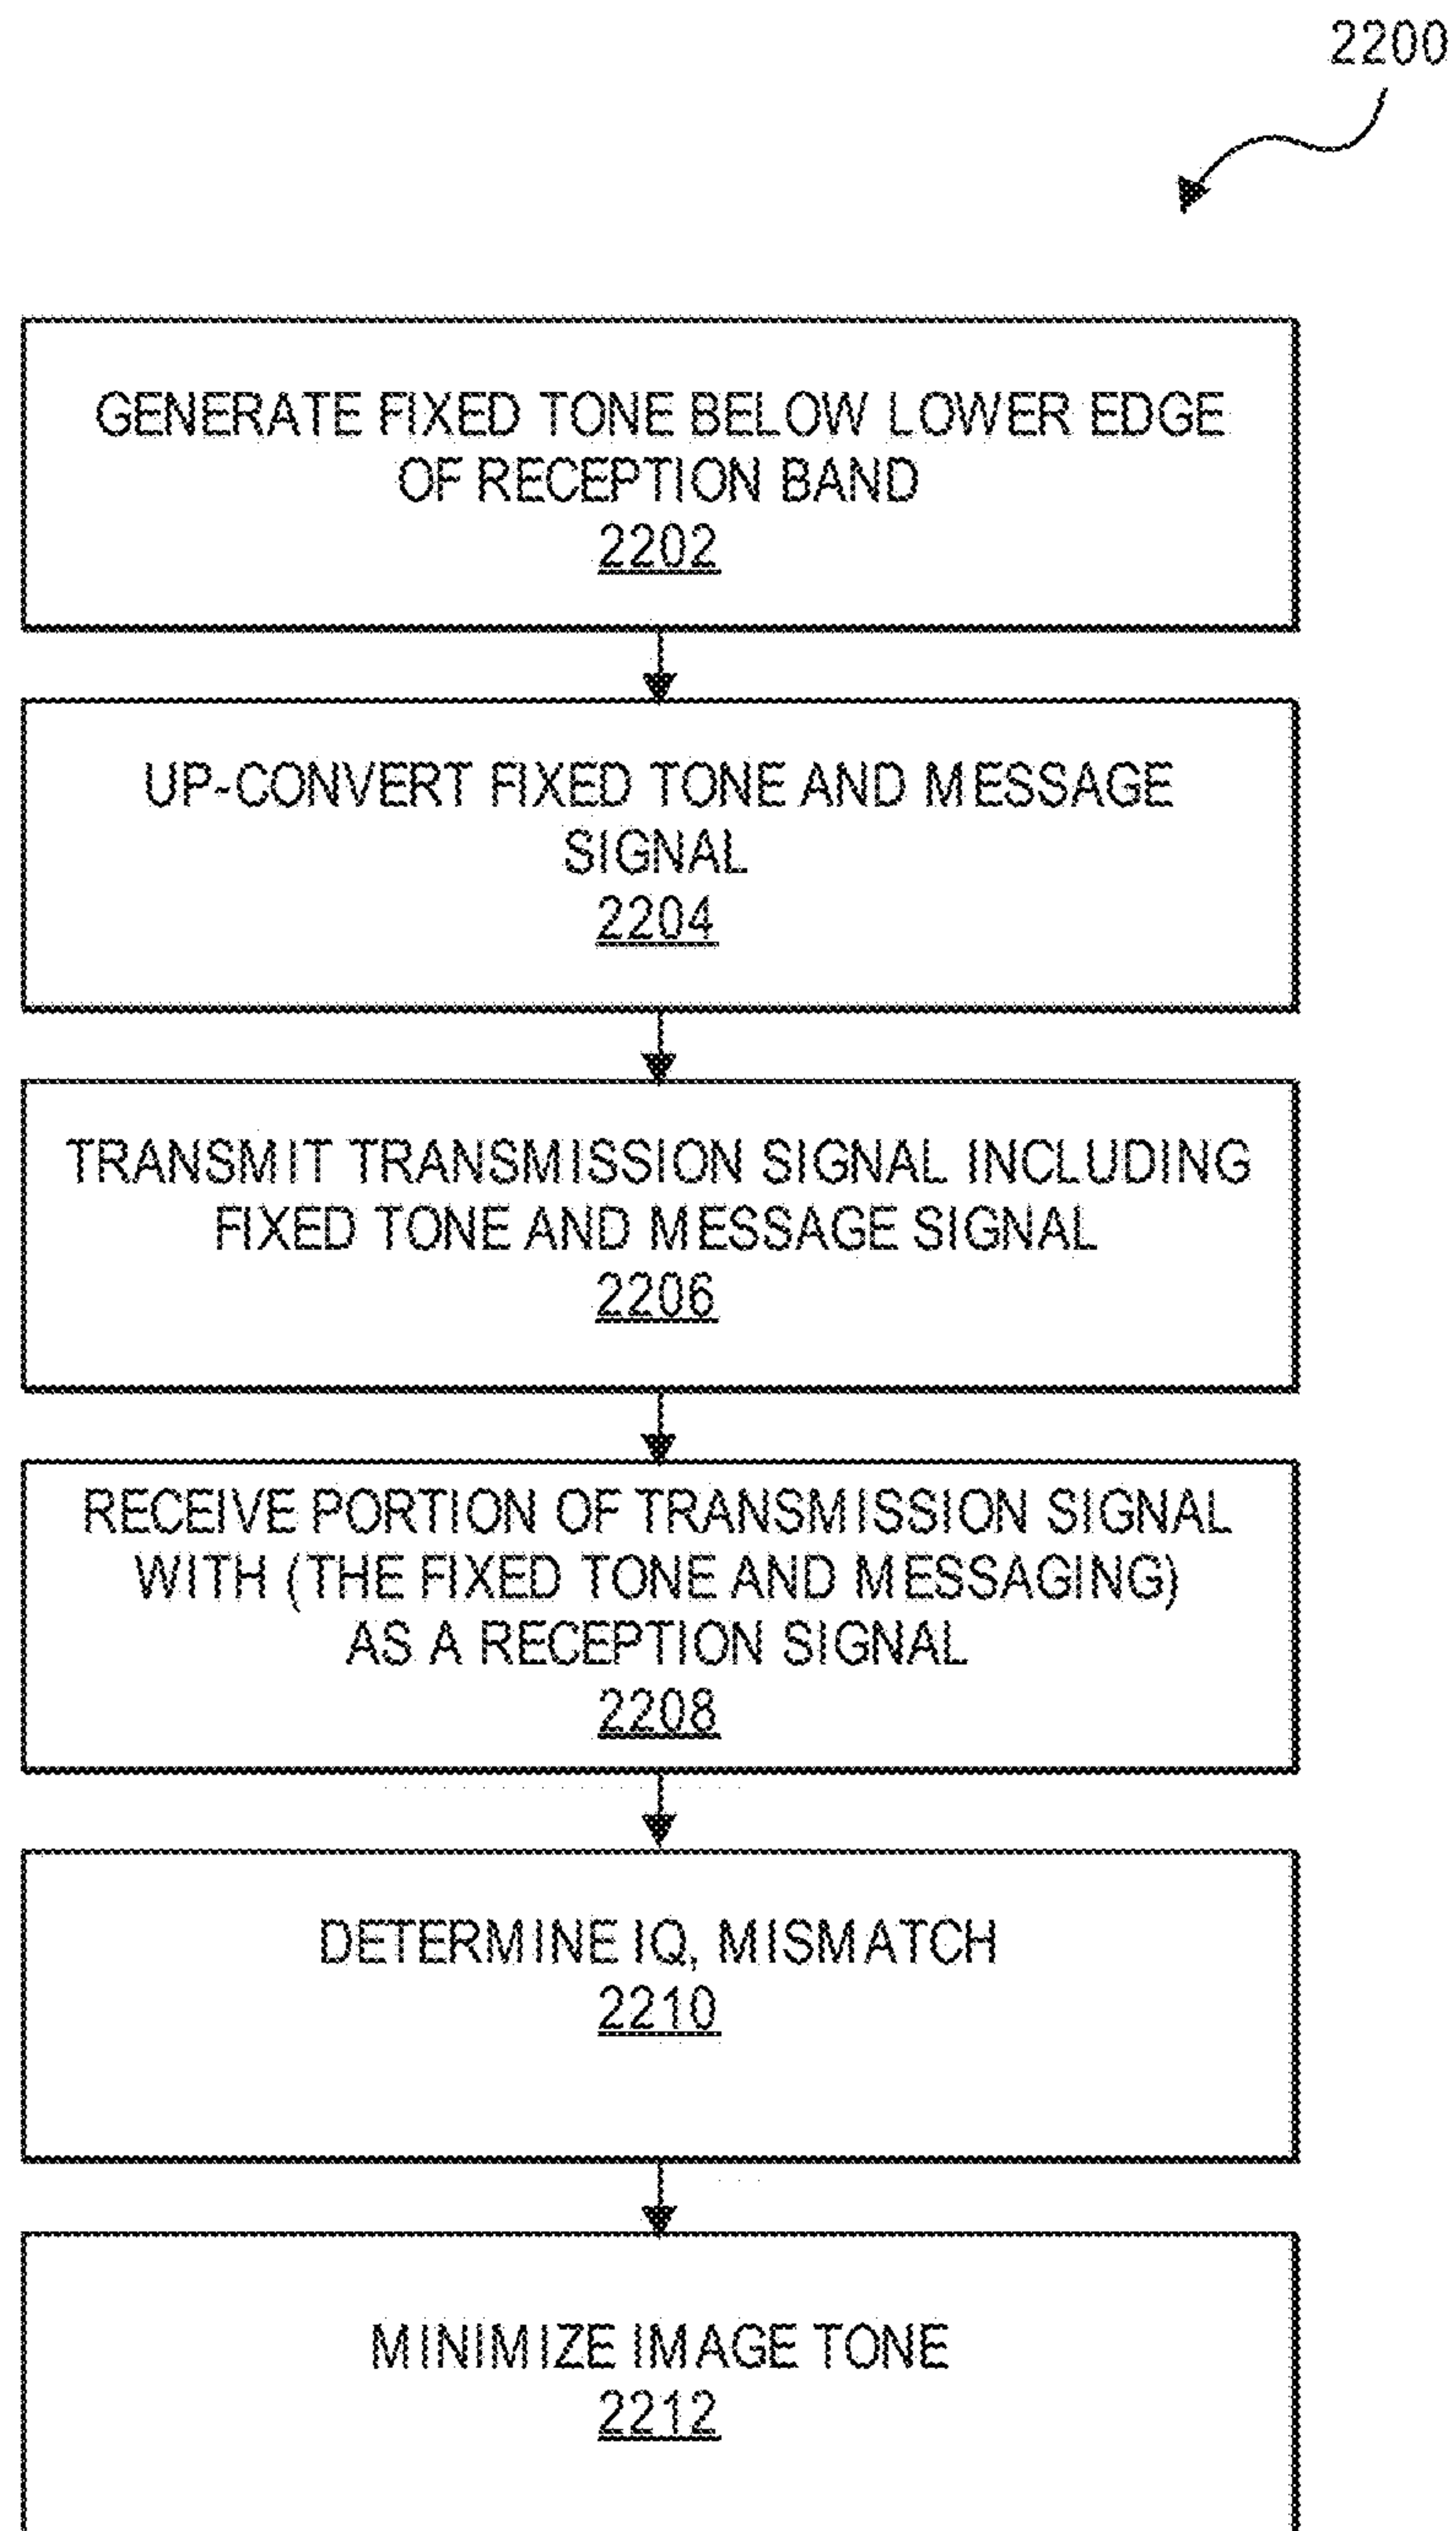 2200
GENERATE FIXED TONE BELOW LOWER EDGE
OF RECEPTION BAND
2202
UP-CONVERT FIXED TONE AND MESSAGE
SIGNAL
2204
TRANSMIT TRANSMISSION SIGNAL INCLUDING
FIXED TONE AND MESSAGE SIGNAL
2206
RECEIVE PORTION OF TRANSMISSION SIGNAL
WITH (THE FIXED TONE AND MESSAGING)
AS A RECEPTION SIGNAL
2208
DETERMINE IQ, MISMATCH
2210
MINIMIZE IMAGE TONE
2212